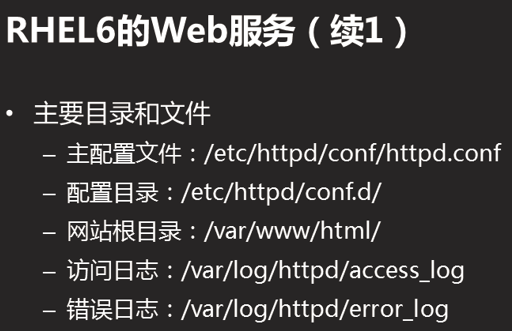 RHEL6的Web服务（续1）
• 主要目录和文件
– 主配置文件：/etc/httpd/conf/httpd.conf
– 配置目录：/etc/httpd/conf.d/
– 网站根目录：/var/www/html/
– 访问日志：/var/log/httpd/access_log
– 错误日志：/var/log/httpd/error_log